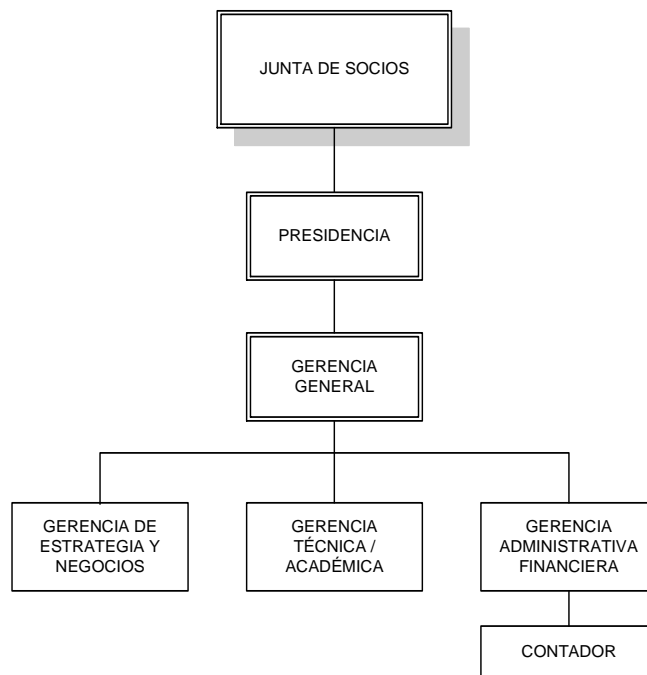 JUNTA DE SOCIOS
PRESIDENCIA
GERENCIA
GENERAL
GERENCIA DE
ESTRATEGIA Y
NEGOCIOS
GERENCIA
TÉCNICA /
ACADÉMICA
GERENCIA
ADMINISTRATIVA
FINANCIERA
CONTADOR